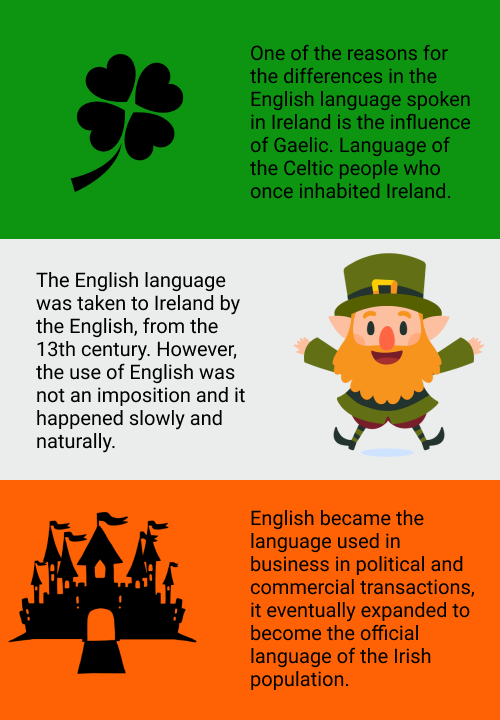 One of the reasons for
the differences in the
English language spoken
in Ireland is the influence
of Gaelic. Language of
the Celtic people who
once inhabited Ireland.
The English language
was taken to Ireland by
the English, from the
13th century. However,
the use of English was
not an imposition and it
happened slowly and
naturally.
English became the
language used in
business in political and
commercial transactions,
it eventually expanded to
become the official
language of the Irish
population.